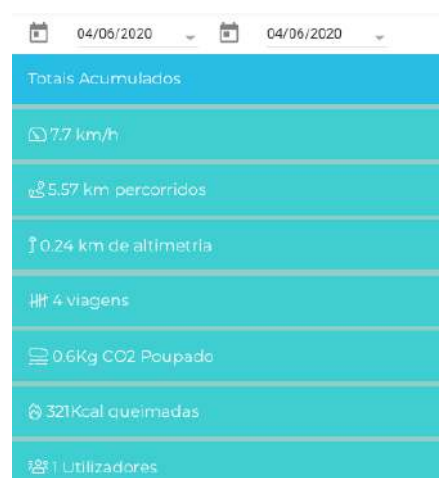 04/06/2020 04/06/2020
Totais Acumulados
7.7 km/h
5.57 km percorridos
0.24 km de altimetria
4 viagens
0.6Kg CO2 Poupado
321Kcal queimadas
1 Utilizadores